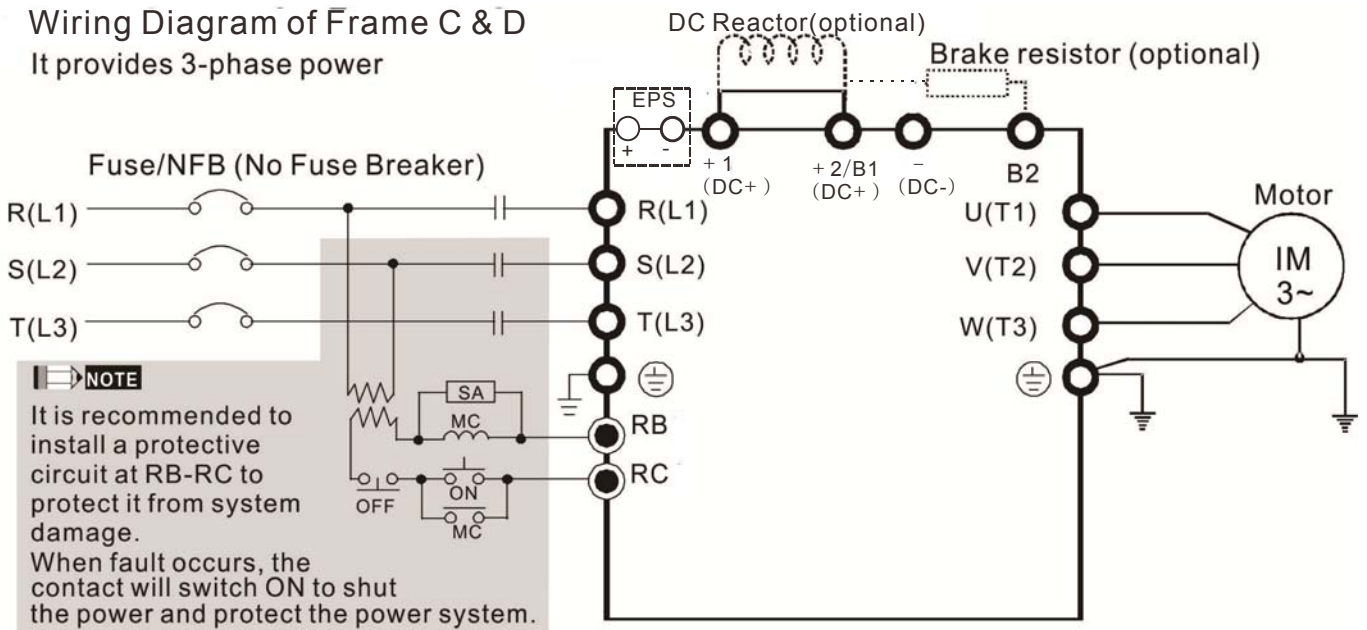 Wiring Diagram of Frame C & D
It provides 3-phase power
DC Reactor(optional)
Brake resistor (optional)
EPS
+ -
+1
(DC+)
+2/B1
(DC+)
-
(DC-)
B2
Fuse/NFB (No Fuse Breaker)
R(L1)
S(L2)
T(L3)
R(L1)
S(L2)
T(L3)
U(T1)
V(T2)
W(T3)
Motor
IM
3~
NOTE
It is recommended to
install a protective
circuit at RB-RC to
protect it from system
damage.
When fault occurs, the
contact will switch ON to shut
the power and protect the power system.
SA
MC
OFF
ON
MC
RB
RC